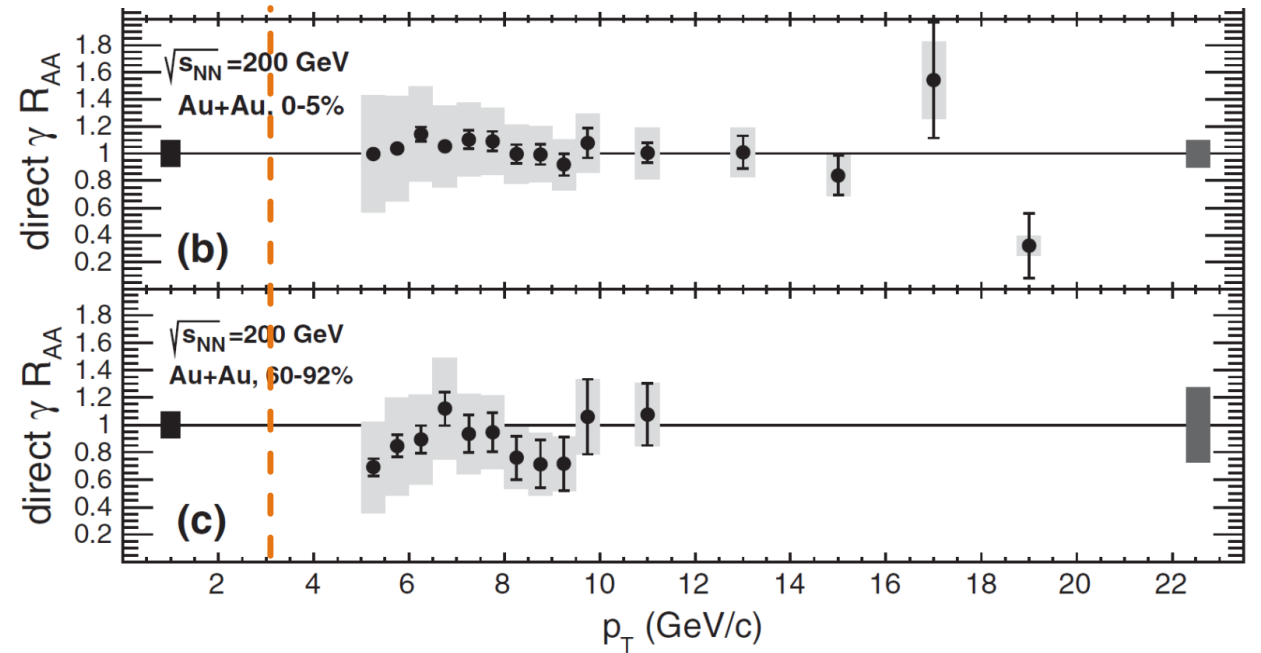 direct γ R_AA
1.8
1.6
1.4
1.2
1
0.8
0.6
0.4
0.2
√s_NN =200 GeV
Au+Au, 0-5%
(b)
direct γ R_AA
1.8
1.6
1.4
1.2
1
0.8
0.6
0.4
0.2
√s_NN =200 GeV
Au+Au, 60-92%
(c)
2 4 6 8 10 12 14 16 18 20 22
p_T (GeV/c)